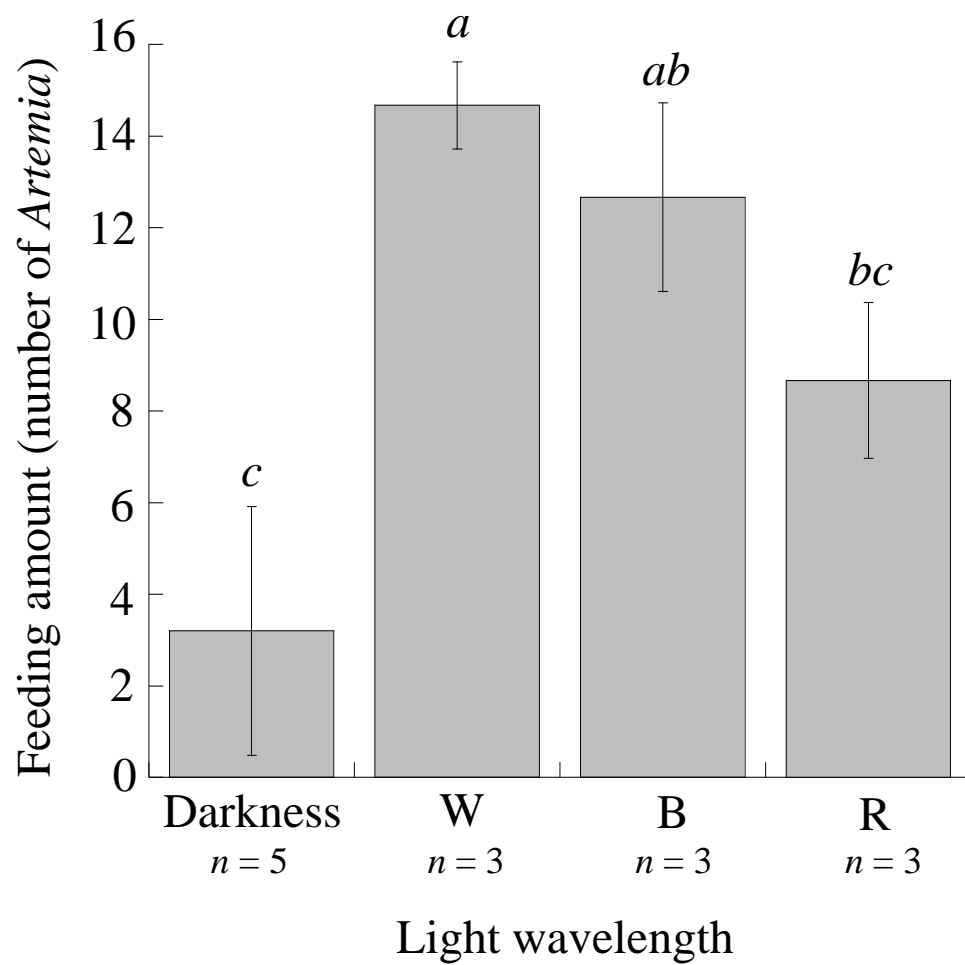 Feeding amount (number of Artemia)
16
14
12
10
8
6
4
2
0
c
a
ab
bc
Darkness W B R
n = 5 n = 3 n = 3 n = 3
Light wavelength